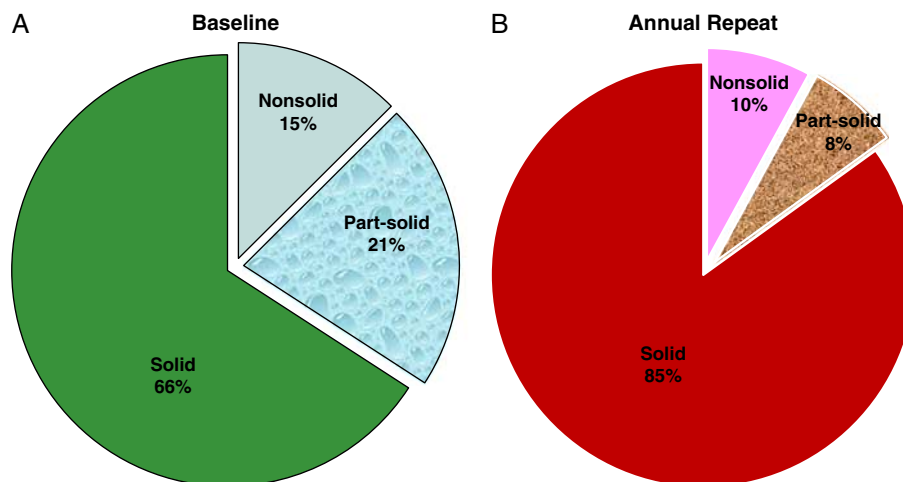 A
Baseline
Nonsolid
15%
Part-solid
21%
Solid
66%
B
Annual Repeat
Nonsolid
10%
Part-solid
8%
Solid
85%